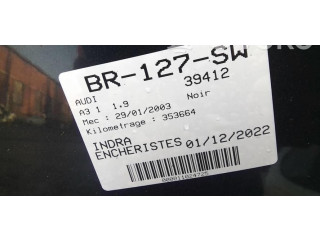 BR-127-SW
39412
AUDI
A3 1 1.9 Noir
Mec : 29/01/2003
Kilometrage : 353664
INDRA
ENCHERISTES 01/12/2022